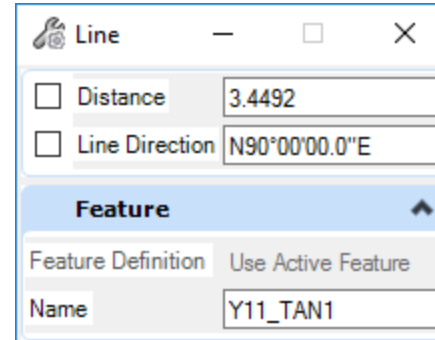 Line
Distance 3.4492
Line Direction N90°00'00.0"E
Feature
Feature Definition Use Active Feature
Name Y11_TAN1